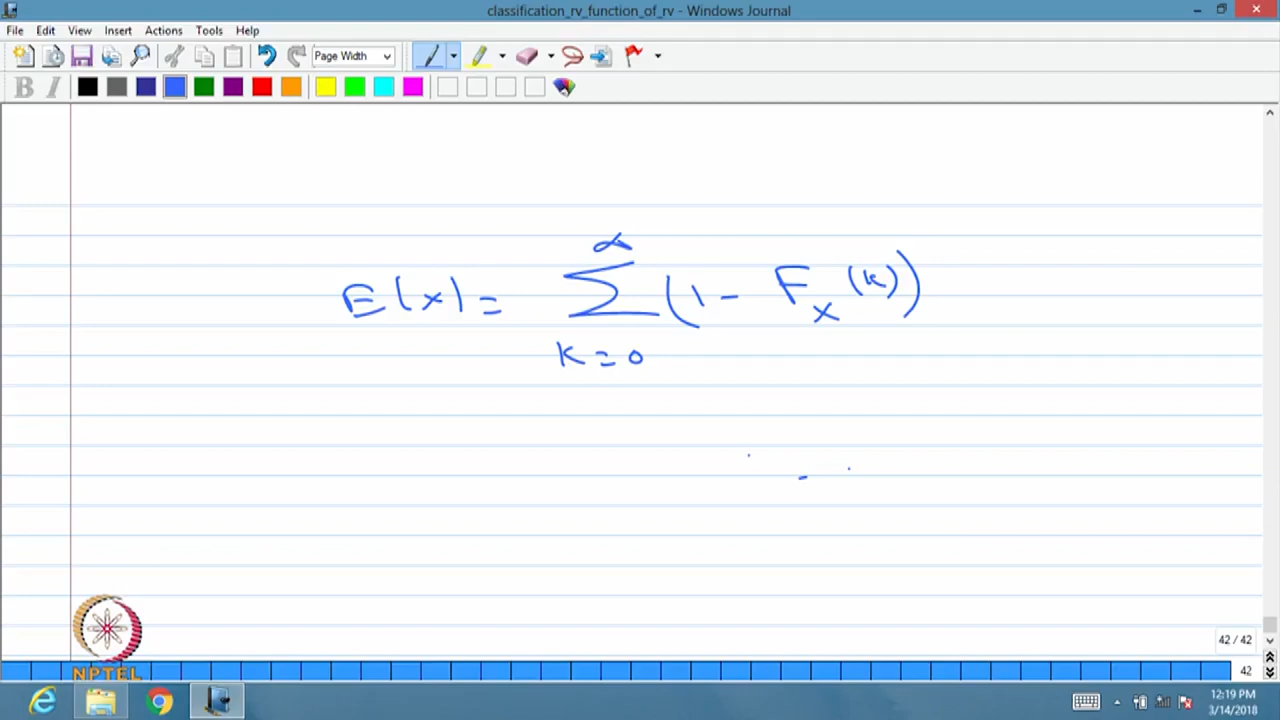 classification_rv_function_of_rv - Windows Journal
File Edit View Insert Actions Tools Help
Page Width
B I
E(x) = ∑_{k=0}^{∝} (1 - F_x(k))
42 / 42
NPTEL
42
12:19 PM
3/14/2018